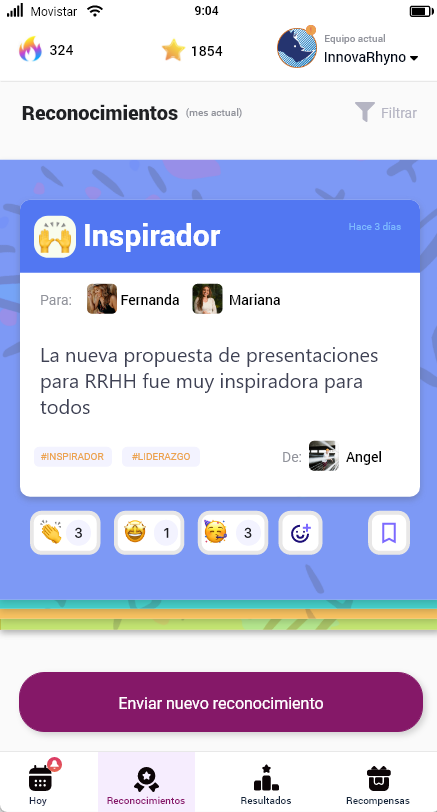 Movistar
9:04
324
1854
Equipo actual
InnovaRhyno
Reconocimientos (mes actual)
Filtrar
Inspirador
Hace 3 días
Para: Fernanda Mariana
La nueva propuesta de presentaciones
para RRHH fue muy inspiradora para
todos
#INSPIRADOR #LIDERAZGO
De: Angel
3 1 3
Enviar nuevo reconocimiento
Hoy Reconocimientos Resultados Recompensas